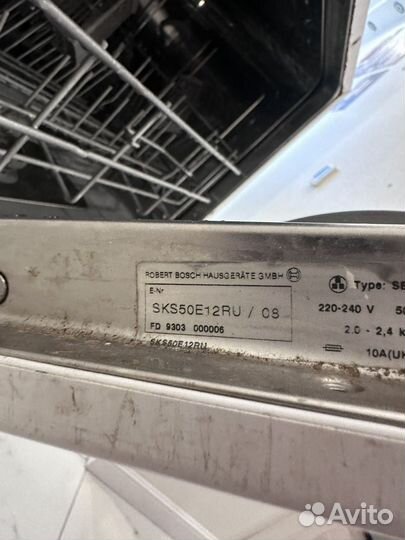 ROBERT BOSCH HAUSGERÄTE GMBH
E-Nr
SKS50E12RU / 08
FD 9303 000006
SKS50E12RU
Type: SE
220-240 V 50
2.0 - 2,4 k
10A(UK
Avito